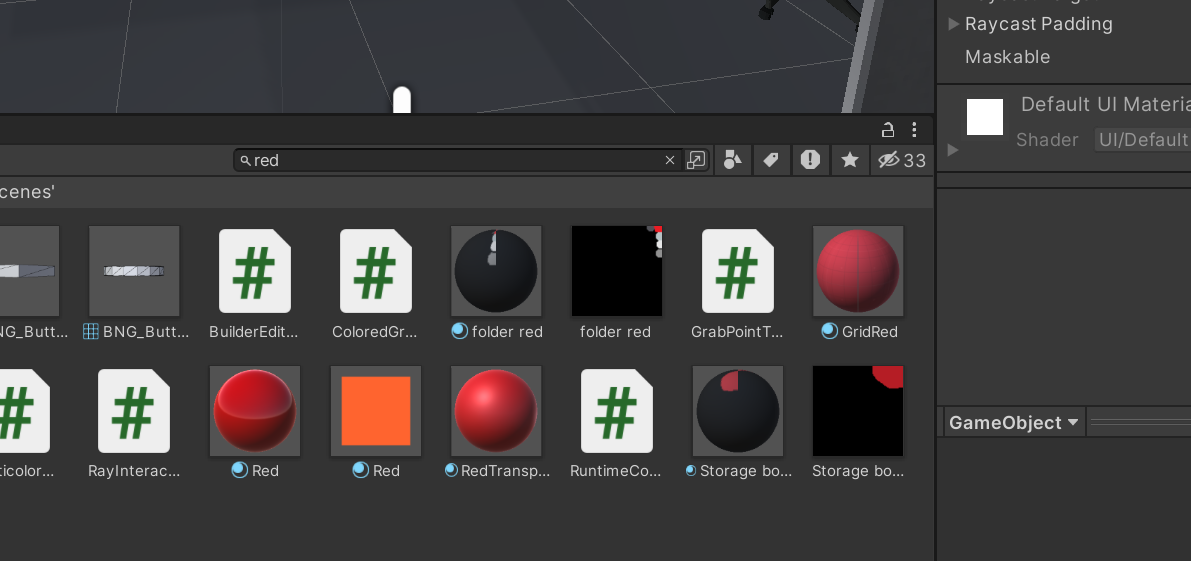 Raycast Padding
Maskable
Default UI Materia
Shader
UI/Default
red
33
cenes'
NG_Butt...
BNG_Butt...
BuilderEdit...
ColoredGr...
folder red
folder red
GrabPointT...
GridRed
ticolor...
RayInterac...
Red
Red
RedTransp...
RuntimeCo...
Storage bo...
Storage bo...
GameObject